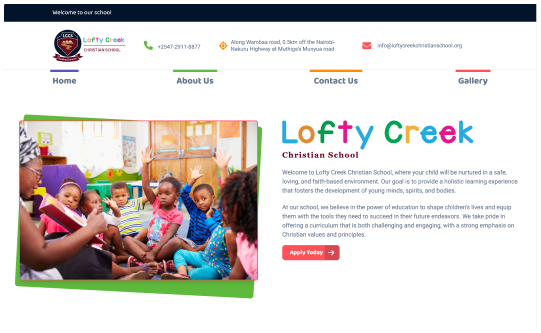 Welcome to our school
LCCS
Lofty Creek
CHRISTIAN SCHOOL
+2547-2911-8877
Along Wambaa road, 0.5km off the Nairobi-
Nakuru Highway at Muthiga's Munyua road.
info@loftycreekchristianschool.org
Home
About Us
Contact Us
Gallery
Lofty Creek
Christian School
Welcome to Lofty Creek Christian School, where your child will be nurtured in a safe,
loving, and faith-based environment. Our goal is to provide a holistic learning experience
that fosters the development of young minds, spirits, and bodies.
At our school, we believe in the power of education to shape children's lives and equip
them with the tools they need to succeed in their future endeavors. We take pride in
offering a curriculum that is both challenging and engaging, with a strong emphasis on
Christian values and principles.
Apply Today